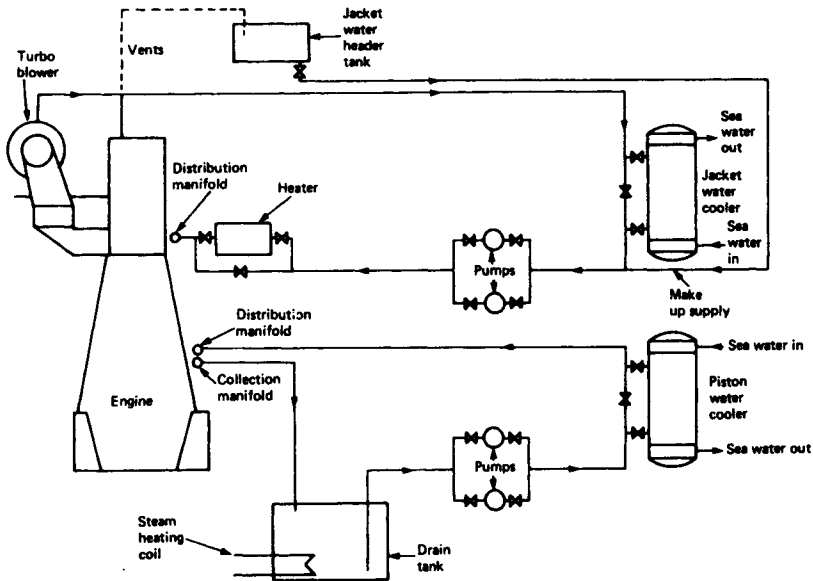 Jacket
water
header
tank
Vents
Turbo
blower
Sea
water
out
Distribution
manifold
Heater
Jacket
water
cooler
Sea
water
in
Pumps
Make
up supply
Distribution
manifold
Sea water in
Collection
manifold
Engine
Piston
water
cooler
Pumps
Sea water out
Steam
heating
coil
Drain
tank